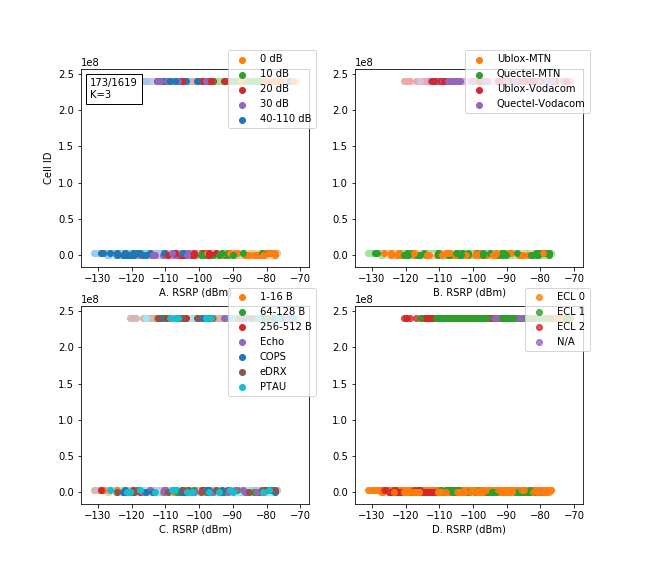 1e8
2.5
2.0
1.5
1.0
0.5
0.0
Cell ID
173/1619
K=3
0 dB
10 dB
20 dB
30 dB
40-110 dB
−130 −120 −110 −100 −90 −80 −70
A. RSRP (dBm)
1e8
2.5
2.0
1.5
1.0
0.5
0.0
Ublox-MTN
Quectel-MTN
Ublox-Vodacom
Quectel-Vodacom
−130 −120 −110 −100 −90 −80 −70
B. RSRP (dBm)
1e8
2.5
2.0
1.5
1.0
0.5
0.0
1-16 B
64-128 B
256-512 B
Echo
COPS
eDRX
PTAU
−130 −120 −110 −100 −90 −80 −70
C. RSRP (dBm)
1e8
2.5
2.0
1.5
1.0
0.5
0.0
ECL 0
ECL 1
ECL 2
N/A
−130 −120 −110 −100 −90 −80 −70
D. RSRP (dBm)